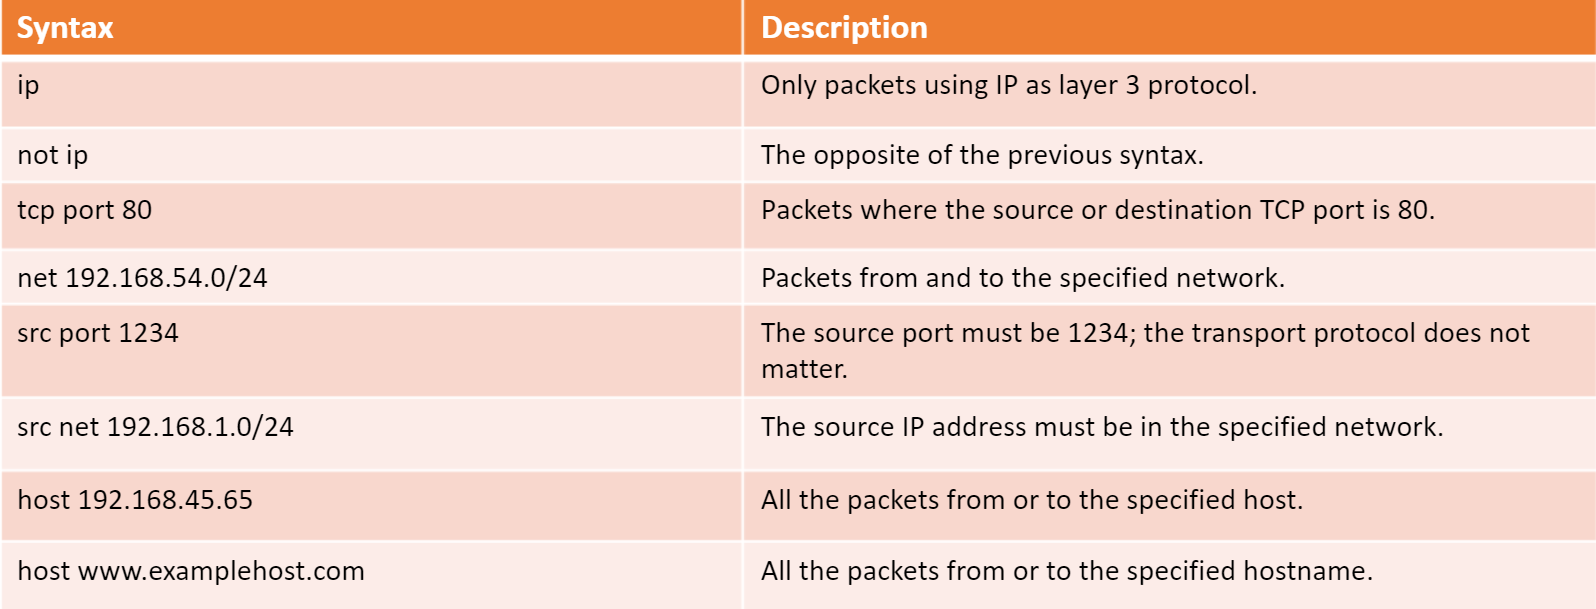 Syntax Description
ip Only packets using IP as layer 3 protocol.
not ip The opposite of the previous syntax.
tcp port 80 Packets where the source or destination TCP port is 80.
net 192.168.54.0/24 Packets from and to the specified network.
src port 1234 The source port must be 1234; the transport protocol does not
matter.
src net 192.168.1.0/24 The source IP address must be in the specified network.
host 192.168.45.65 All the packets from or to the specified host.
host www.examplehost.com All the packets from or to the specified hostname.